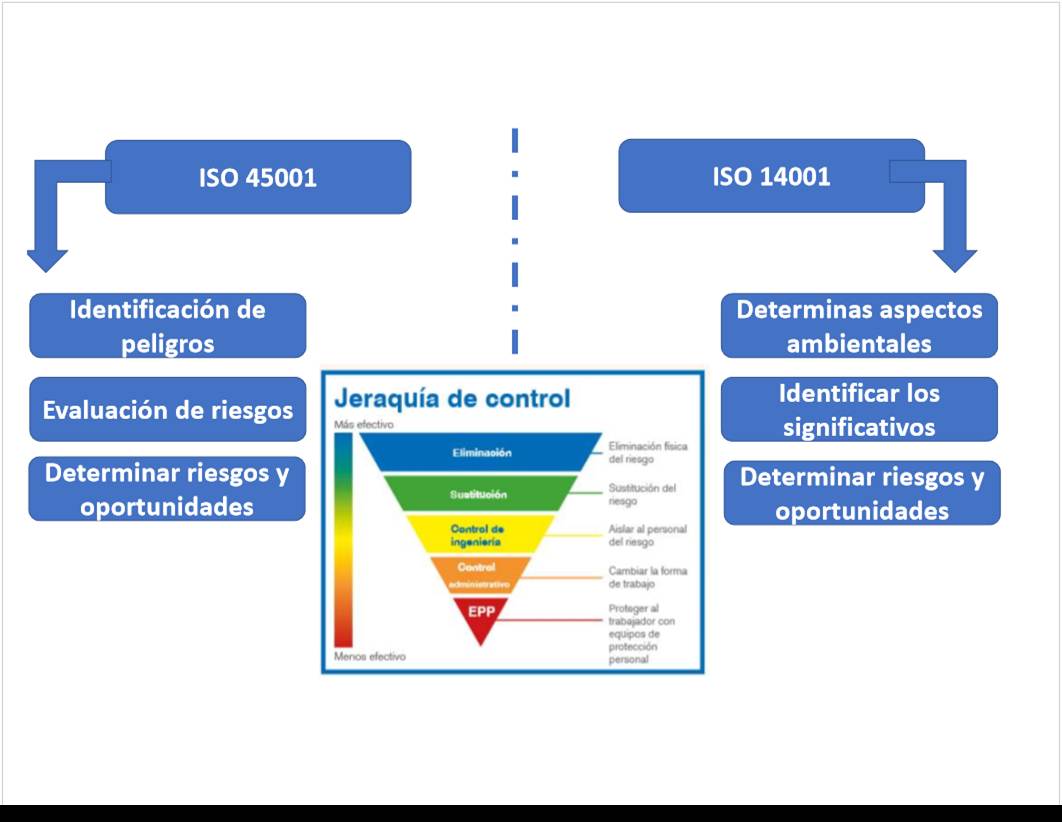 ISO 45001
ISO 14001
Identificación de
peligros
Evaluación de riesgos
Determinar riesgos y
oportunidades
Determinas aspectos
ambientales
Identificar los
significativos
Determinar riesgos y
oportunidades
Jeraquía de control
Más efectivo
Eliminación
Eliminación física
del riesgo
Sustitución
Sustitución del
riesgo
Control de
ingeniería
Aislar al personal
del riesgo
Control
administrativo
Cambiar la forma
de trabajo
EPP
Proteger al
trabajador con
equipos de
protección
personal
Menos efectivo